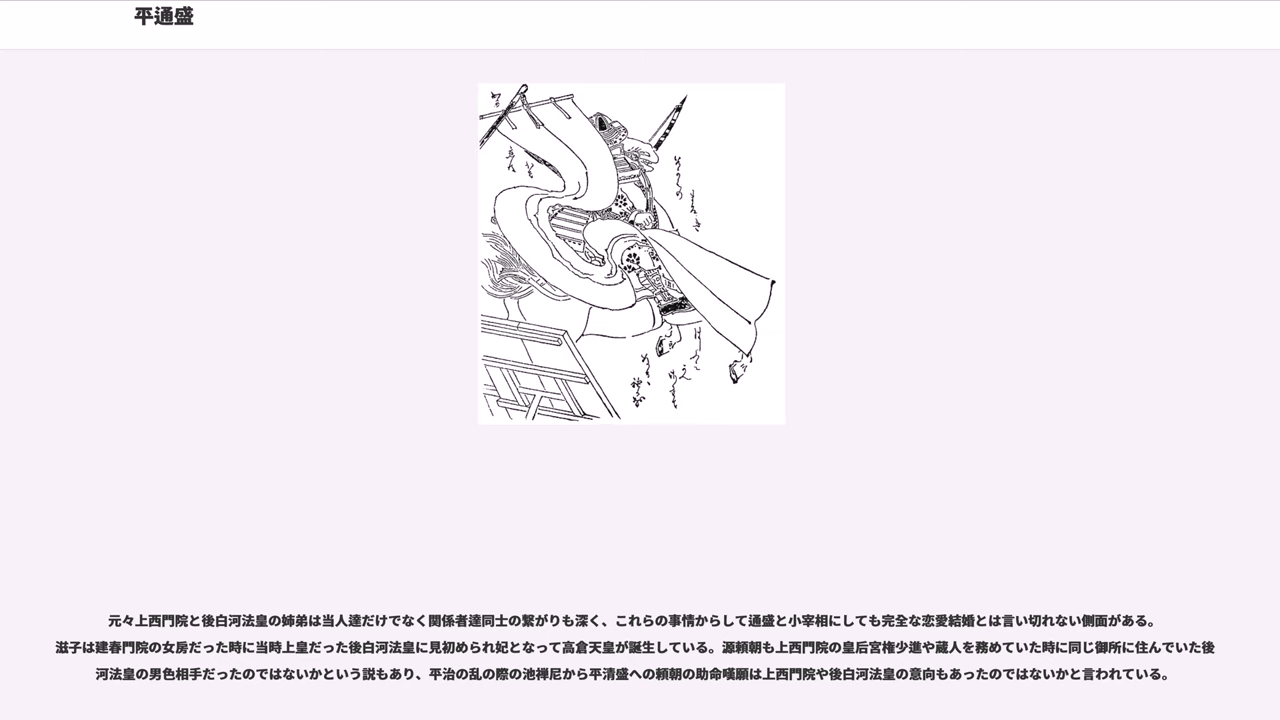 平通盛
元々上西門院と後白河法皇の姉弟は当人達だけでなく関係者達同士の繋がりも深く、これらの事情からして通盛と小宰相にしても完全な恋愛結婚とは言い切れない側面がある。
滋子は建春門院の女房だった時に当時上皇だった後白河法皇に見初められ妃となって高倉天皇が誕生している。源頼朝も上西門院の皇后宮権少進や蔵人を務めていた時に同じ御所に住んでいた後
河法皇の男色相手だったのではないかという説もあり、平治の乱の際の池禅尼から平清盛への頼朝の助命嘆願は上西門院や後白河法皇の意向もあったのではないかと言われている。